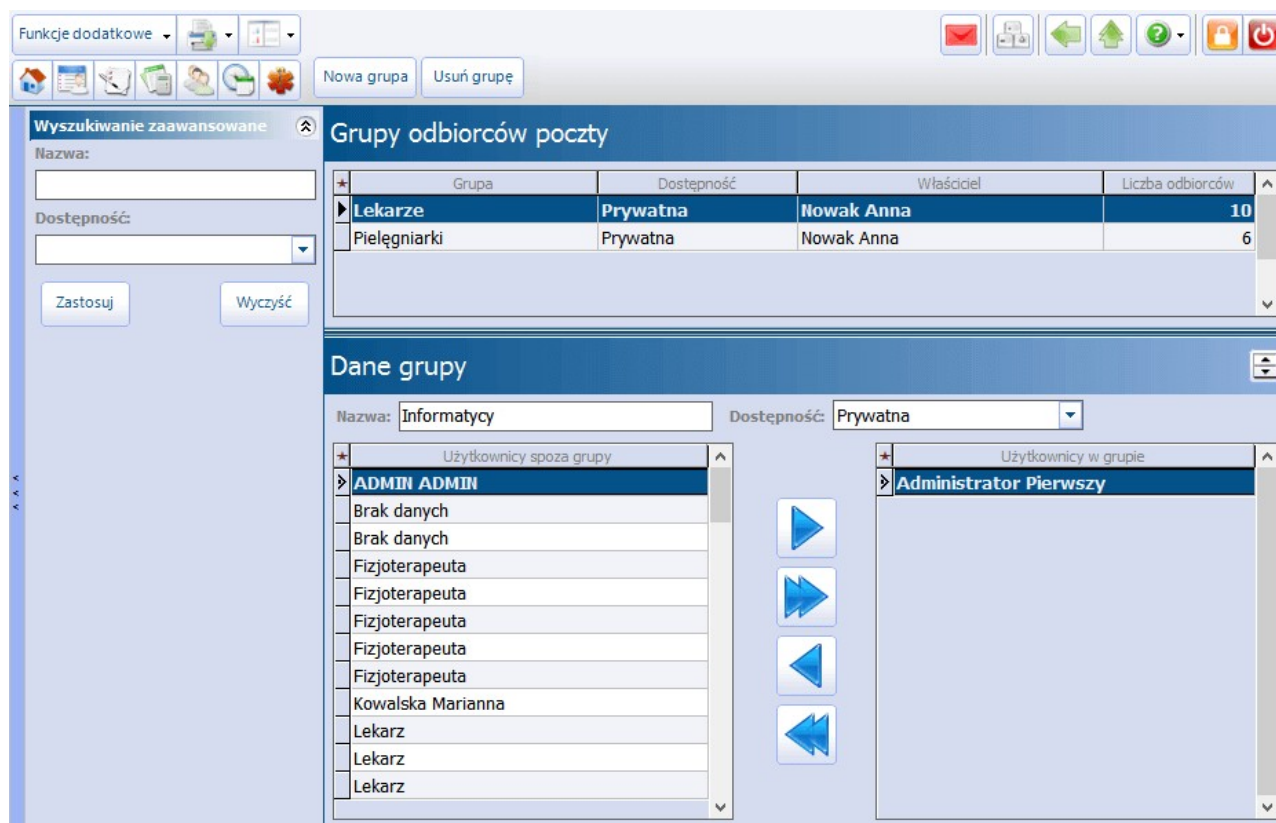 Funkcje dodatkowe
Nowa grupa Usuń grupę
Wyszukiwanie zaawansowane
Nazwa:
Dostępność:
Zastosuj Wyczyść
Grupy odbiorców poczty
Grupa Dostępność Właściciel Liczba odbiorców
Lekarze Prywatna Nowak Anna 10
Pielęgniarki Prywatna Nowak Anna 6
Dane grupy
Nazwa: Informatycy Dostępność: Prywatna
Użytkownicy spoza grupy
ADMIN ADMIN
Brak danych
Brak danych
Fizjoterapeuta
Fizjoterapeuta
Fizjoterapeuta
Fizjoterapeuta
Fizjoterapeuta
Kowalska Marianna
Lekarz
Lekarz
Lekarz
Użytkownicy w grupie
Administrator Pierwszy